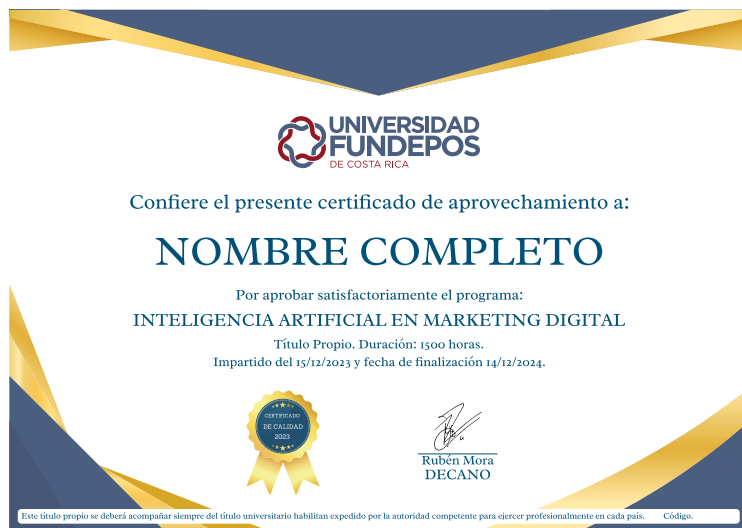 UNIVERSIDAD
FUNDEPOS
DE COSTA RICA
Confiere el presente certificado de aprovechamiento a:
NOMBRE COMPLETO
Por aprobar satisfactoriamente el programa:
INTELIGENCIA ARTIFICIAL EN MARKETING DIGITAL
Título Propio. Duración: 1500 horas.
Impartido del 15/12/2023 y fecha de finalización 14/12/2024.
CERTIFICADO
DE CALIDAD
2023
Rubén Mora
DECANO
Este título propio se deberá acompañar siempre del título universitario habilitan expedido por la autoridad competente para ejercer profesionalmente en cada país. Código.